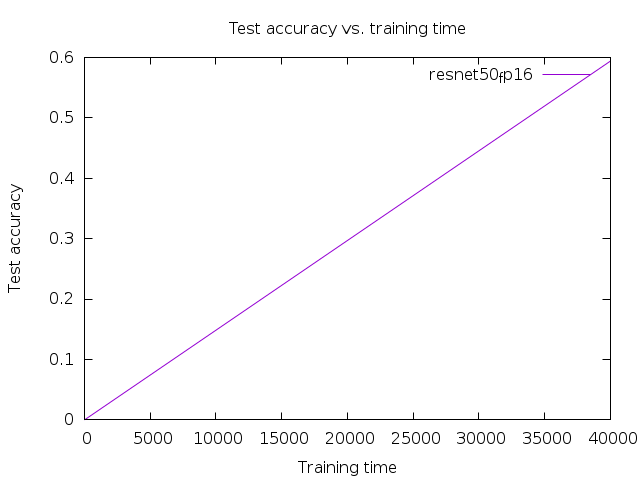 Test accuracy vs. training time
resnet50fp16
0.6
0.5
0.4
0.3
0.2
0.1
0
Test accuracy
0 5000 10000 15000 20000 25000 30000 35000 40000
Training time